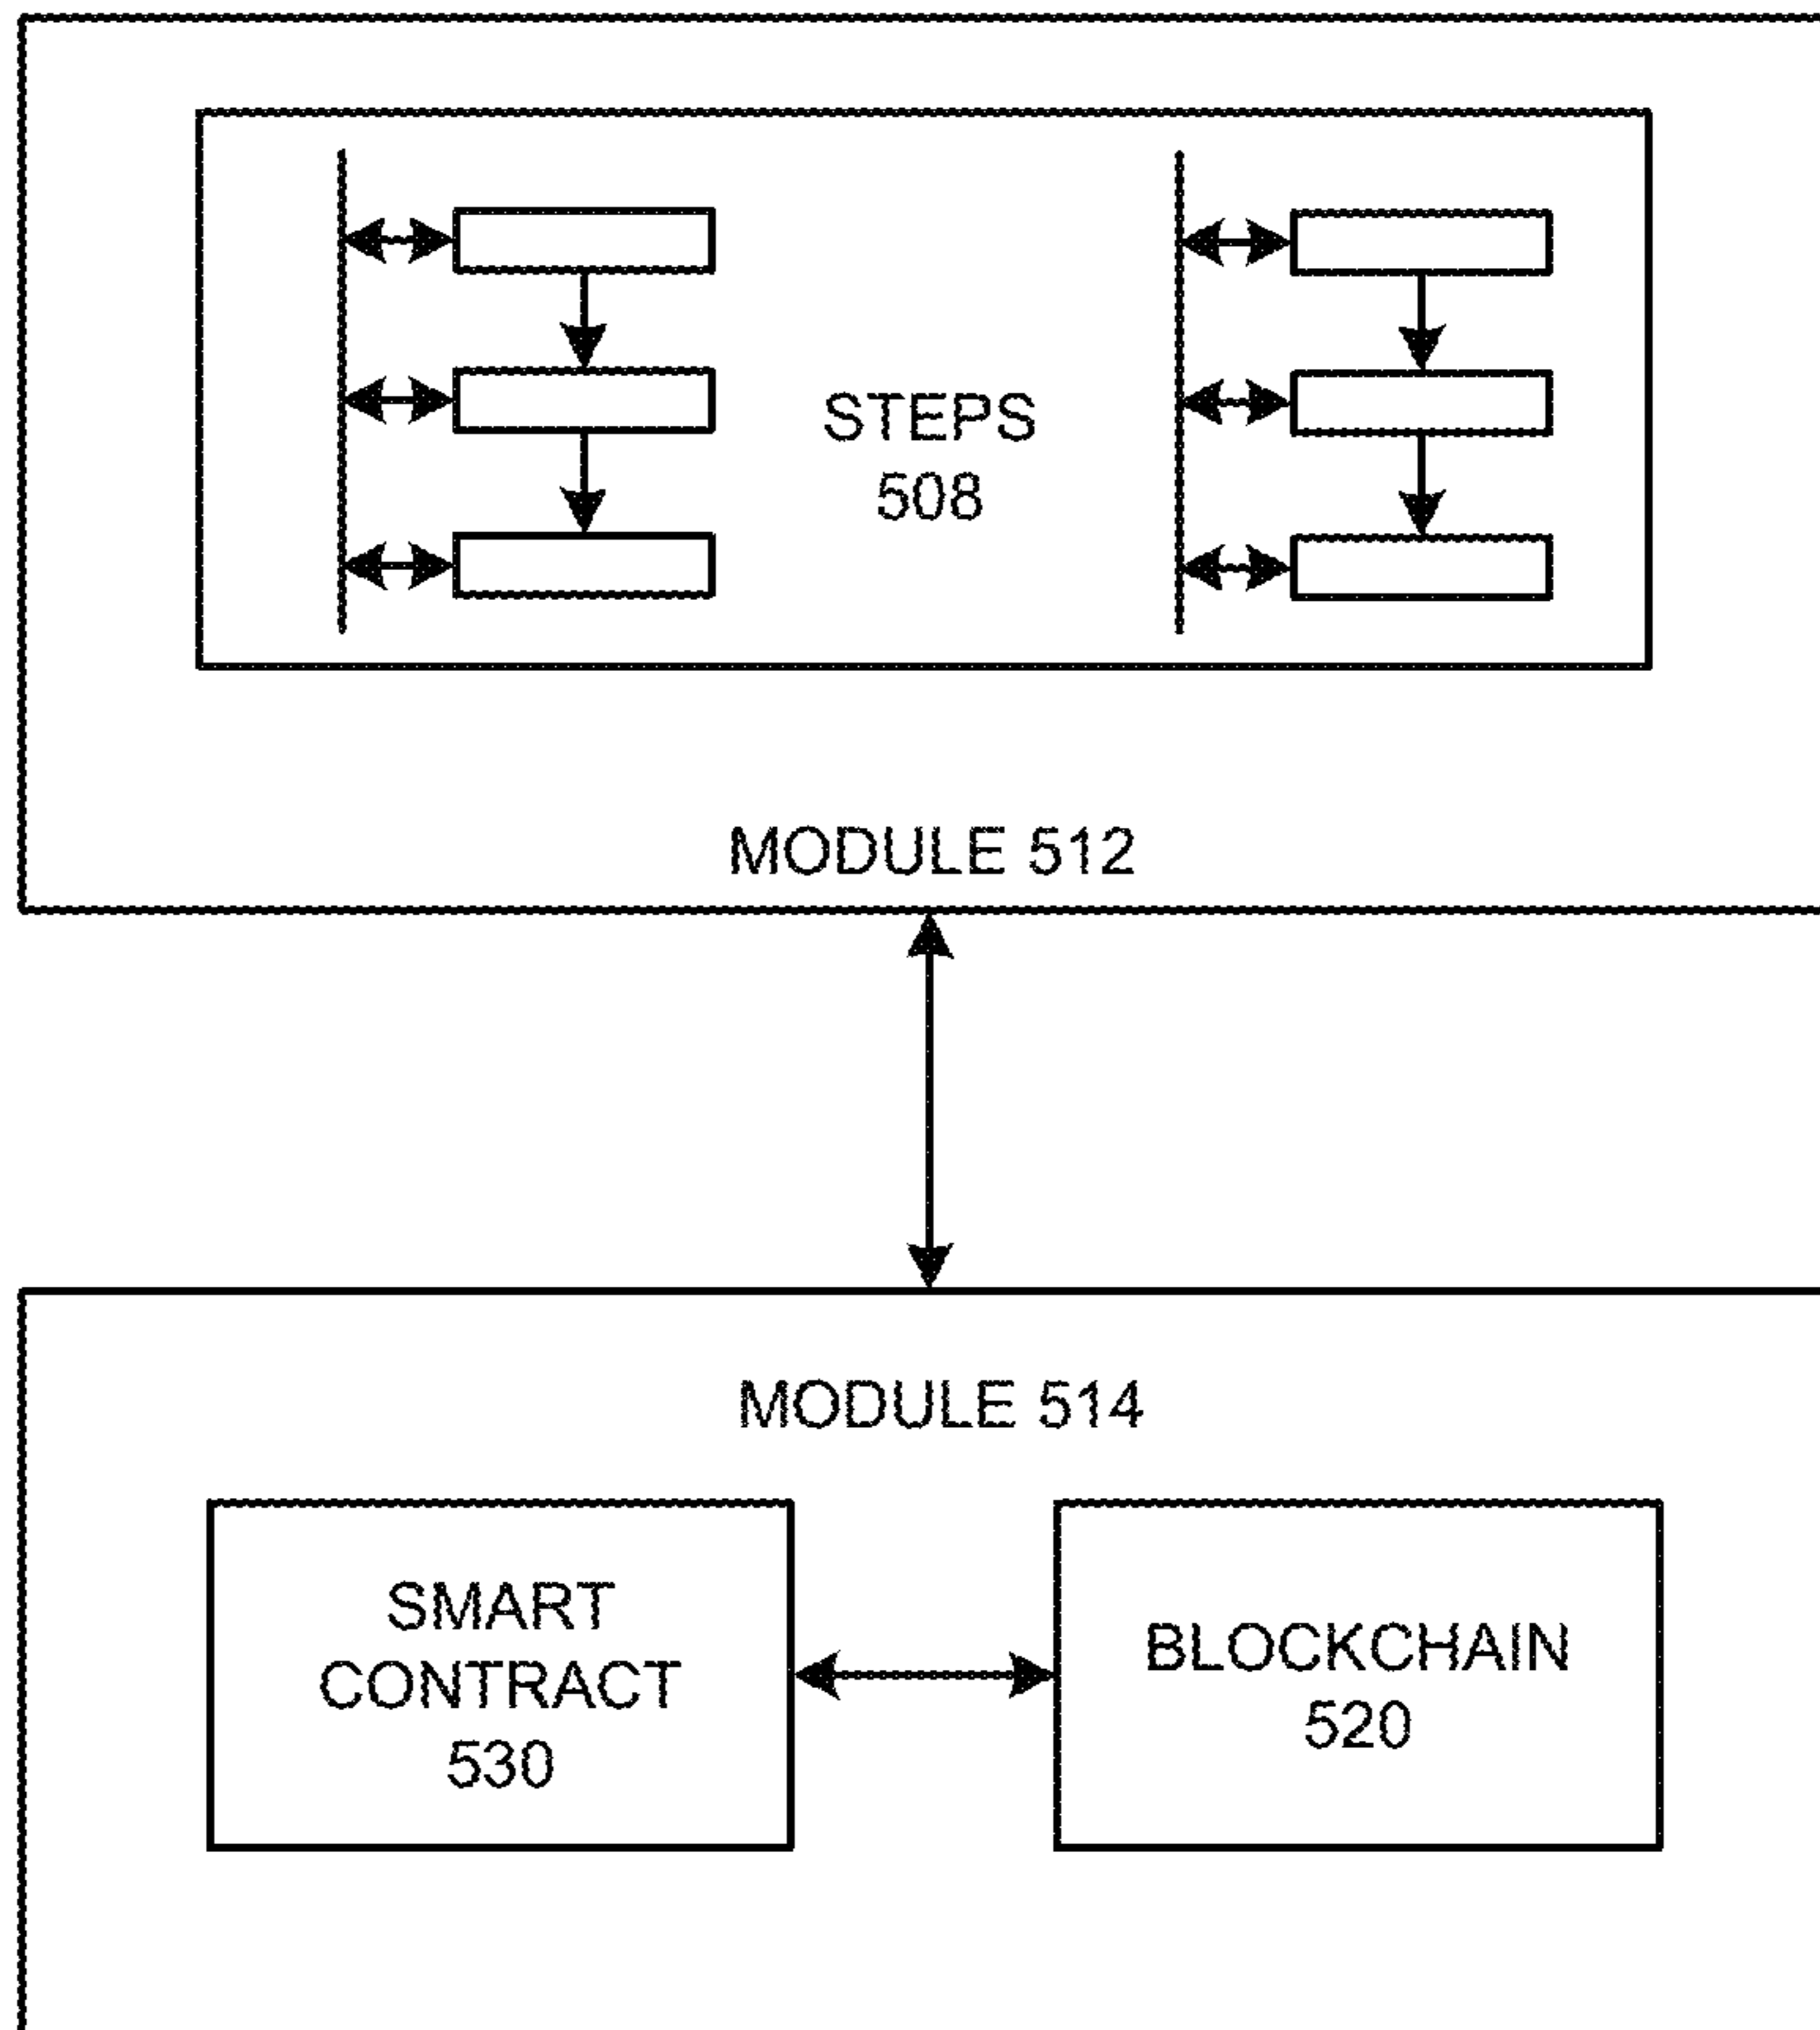 STEPS
508
MODULE 512
MODULE 514
SMART
CONTRACT
530
BLOCKCHAIN
520